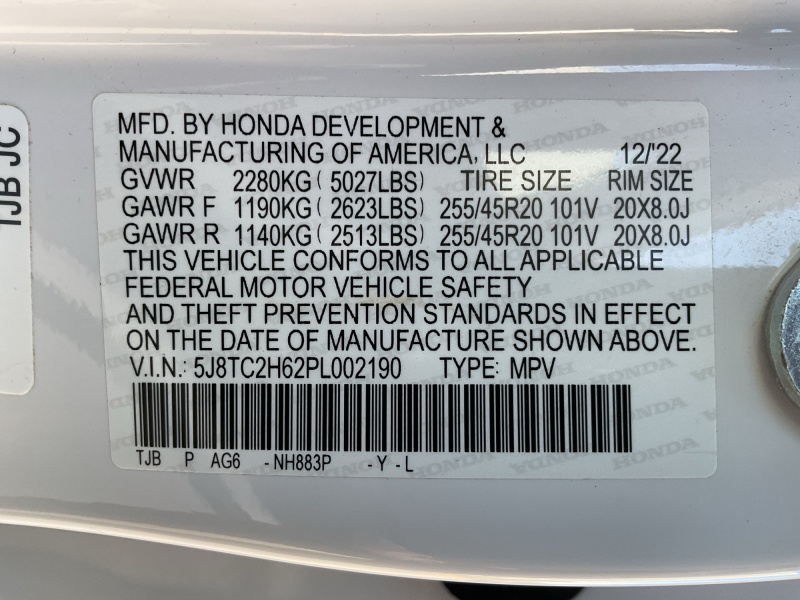 TJB JC
MFD. BY HONDA DEVELOPMENT &
MANUFACTURING OF AMERICA, LLC 12/'22
GVWR 2280KG( 5027LBS) TIRE SIZE RIM SIZE
GAWR F 1190KG( 2623LBS) 255/45R20 101V 20X8.0J
GAWR R 1140KG( 2513LBS) 255/45R20 101V 20X8.0J
THIS VEHICLE CONFORMS TO ALL APPLICABLE
FEDERAL MOTOR VEHICLE SAFETY
AND THEFT PREVENTION STANDARDS IN EFFECT
ON THE DATE OF MANUFACTURE SHOWN ABOVE.
V.I.N.: 5J8TC2H62PL002190 TYPE: MPV
TJB P AG6 -NH883P -Y-L